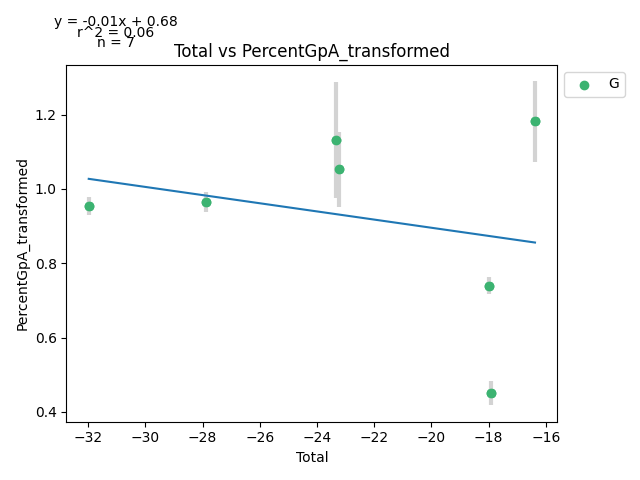 y = -0.01x + 0.68
r^2 = 0.06
n = 7
Total vs PercentGpA_transformed
G
PercentGpA_transformed
1.2
1.0
0.8
0.6
0.4
−32 −30 −28 −26 −24 −22 −20 −18 −16
Total